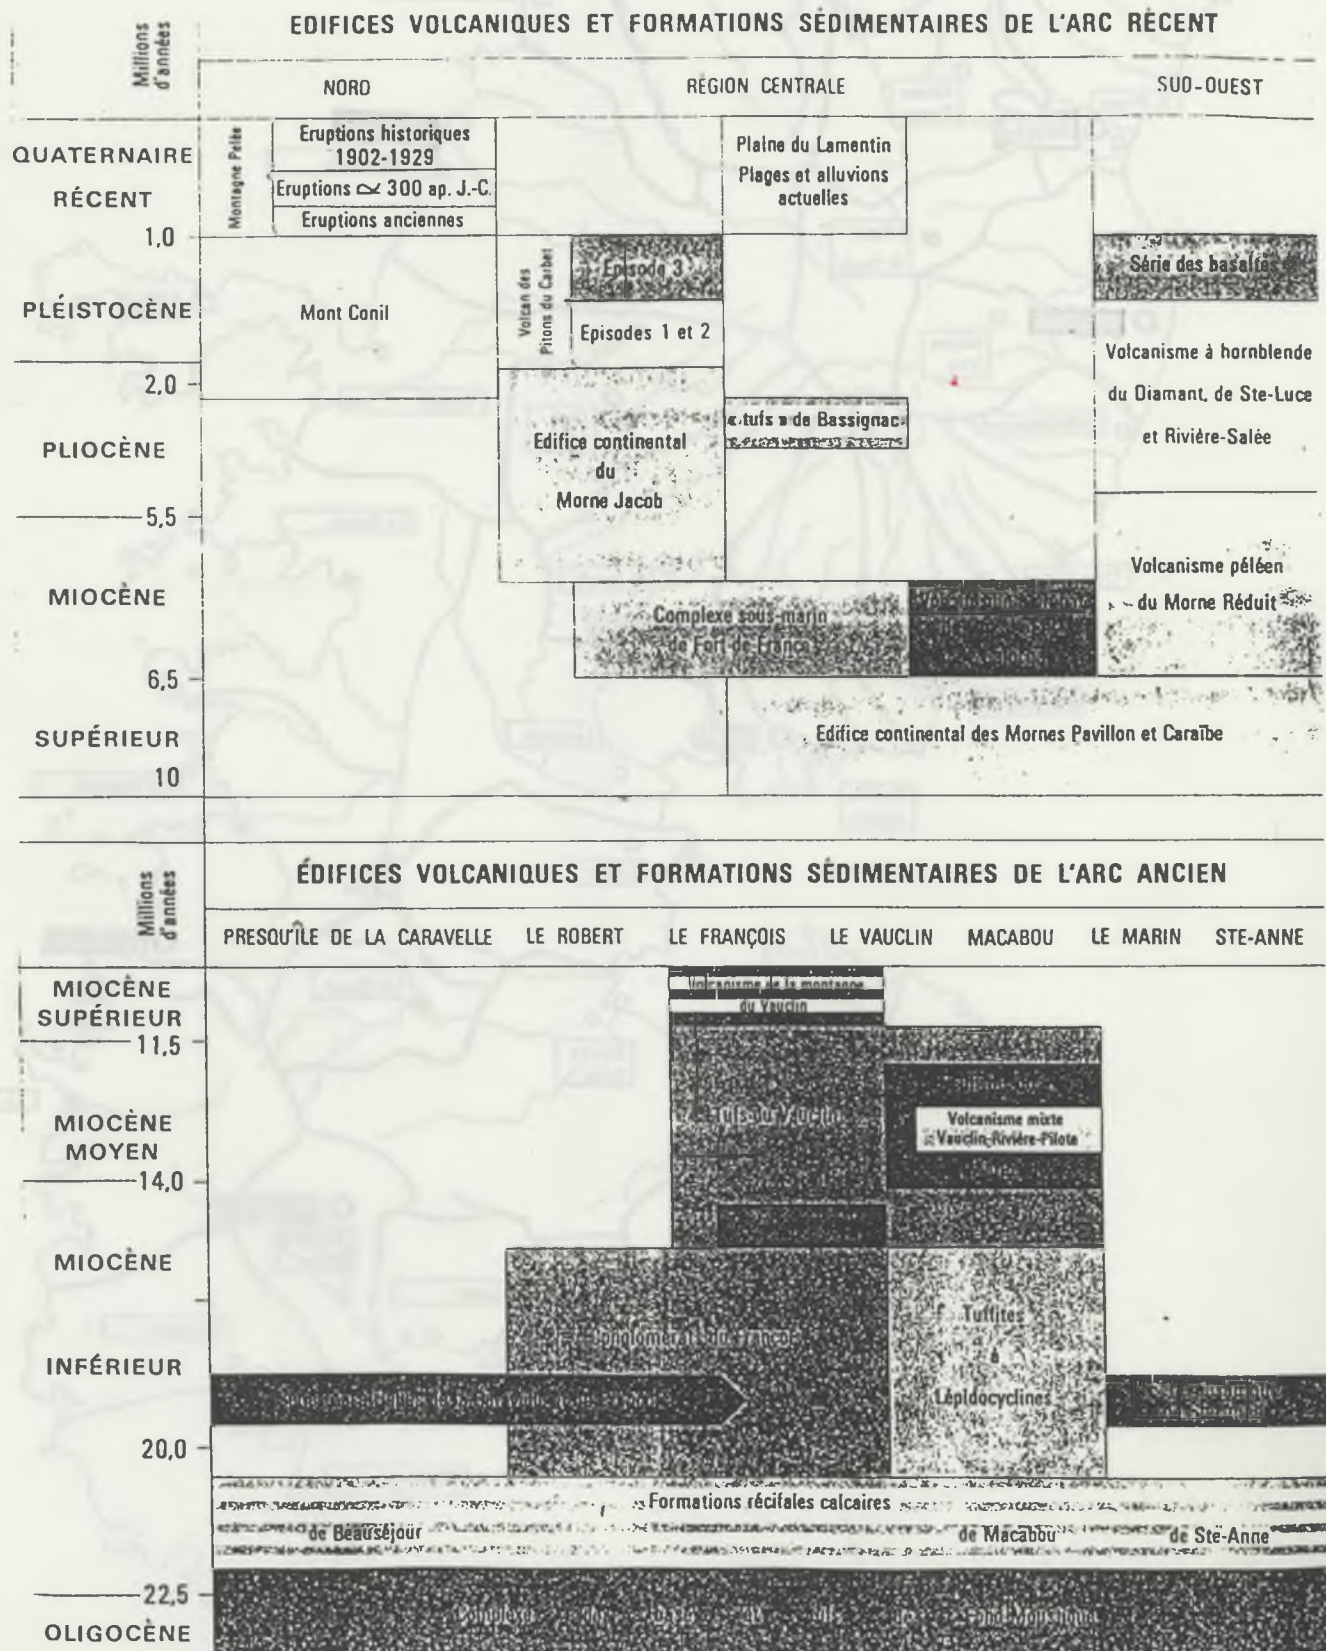 EDIFICES VOLCANIQUES ET FORMATIONS SÉDIMENTAIRES DE L'ARC RÉCENT
Millions
d'années
NORD
RÉGION CENTRALE
SUD-OUEST
QUATERNAIRE
RÉCENT
Montagne Pelée
Eruptions historiques
1902-1929
Eruptions ≃ 300 ap. J.-C.
Eruptions anciennes
Plaine du Lamentin
Plages et alluvions
actuelles
1,0
PLÉISTOCÈNE
Mont Conil
Volcan des
Pitons du Carbet
Episode 3
Episodes 1 et 2
Série des basaltes
Volcanisme à hornblende
du Diamant, de Ste-Luce
et Rivière-Salée
2,0
PLIOCÈNE
Edifice continental
du
Morne Jacob
« tufs » de Bassignac
5,5
MIOCÈNE
Complexe sous-marin
de Fort de France
Volcanisme péléen
du Morne Réduit
6,5
SUPÉRIEUR
10
Edifice continental des Mornes Pavillon et Caraïbe
Millions
d'années
ÉDIFICES VOLCANIQUES ET FORMATIONS SÉDIMENTAIRES DE L'ARC ANCIEN
PRESQU'ILE DE LA CARAVELLE LE ROBERT LE FRANÇOIS LE VAUCLIN MACABOU LE MARIN STE-ANNE
MIOCÈNE
SUPÉRIEUR
Volcanisme de la montagne
du Vauclin
11,5
MIOCÈNE
MOYEN
Tufs du Vauclin
Volcanisme mixte
Vauclin-Rivière-Pilote
14,0
MIOCÈNE
INFÉRIEUR
Conglomérats du François
Tuffites
à
Lépidocyclines
20,0
Formations récifales calcaires
de Beauséjour
de Macabou
de Ste-Anne
22,5
OLIGOCÈNE
Complexe